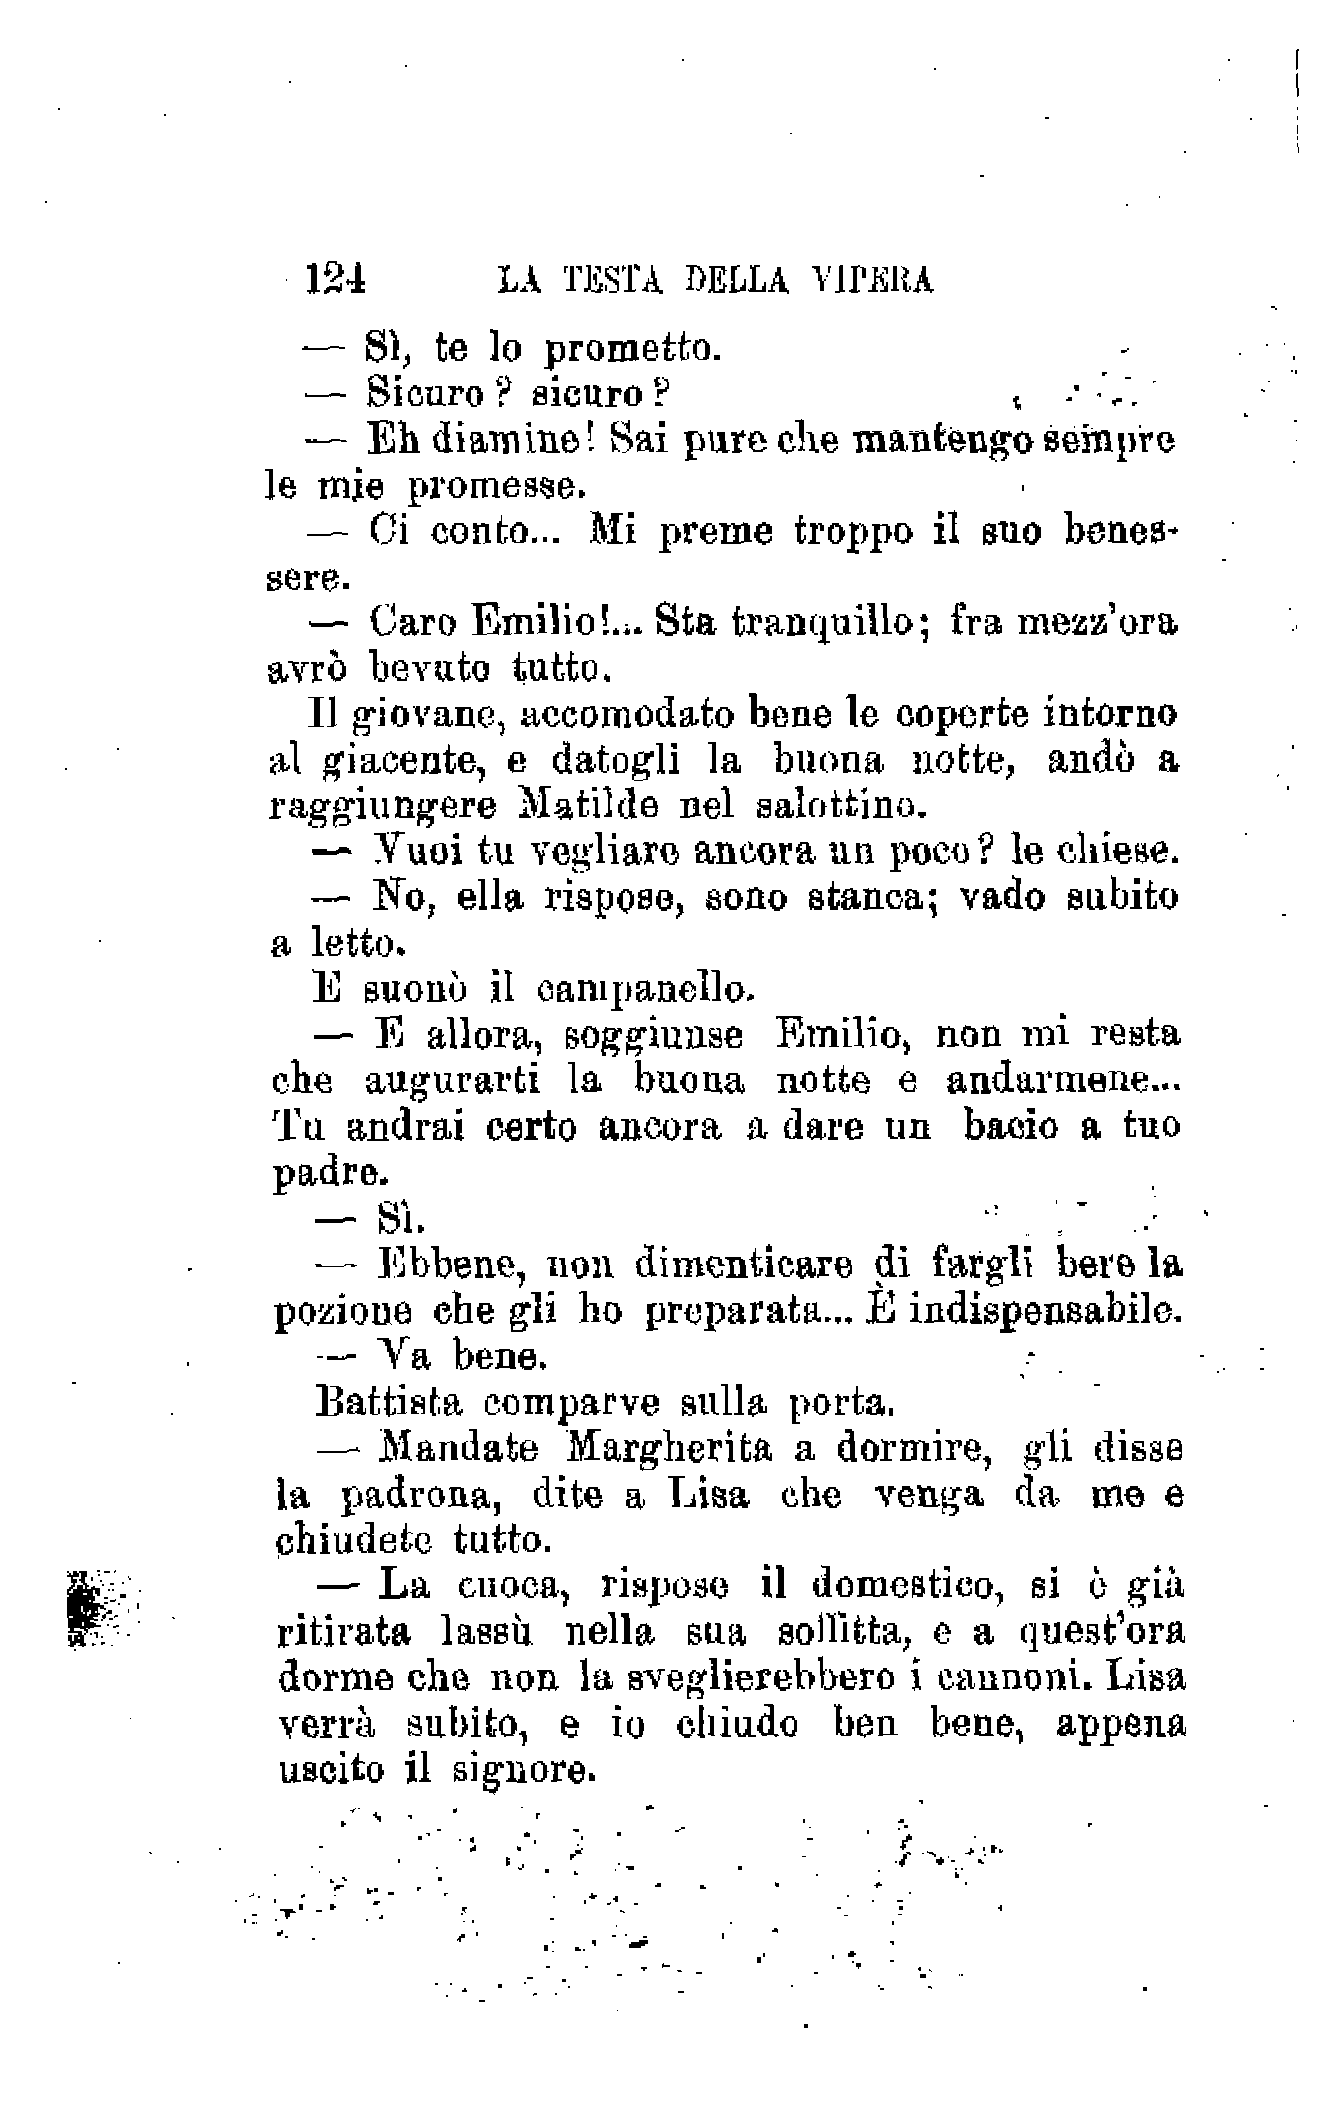 124 LA TESTA DELLA VIPERA
— Sì, te lo prometto.
— Sicuro? sicuro?
— Eh diamine! Sai pure che mantengo sempre
le mie promesse.
— Ci conto... Mi preme troppo il suo benes-
sere.
— Caro Emilio!... Sta tranquillo; fra mezz'ora
avrò bevuto tutto.
Il giovane, accomodato bene le coperte intorno
al giacente, e datogli la buona notte, andò a
raggiungere Matilde nel salottino.
— Vuoi tu vegliare ancora un poco? le chiese.
— No, ella rispose, sono stanca; vado subito
a letto.
E suonò il campanello.
— E allora, soggiunse Emilio, non mi resta
che augurarti la buona notte e andarmene...
Tu andrai certo ancora a dare un bacio a tuo
padre.
— Sì.
— Ebbene, non dimenticare di fargli bere la
pozione che gli ho preparata... È indispensabile.
— Va bene.
Battista comparve sulla porta.
— Mandate Margherita a dormire, gli disse
la padrona, dite a Lisa che venga da me e
chiudete tutto.
— La cuoca, rispose il domestico, si è già
ritirata lassù nella sua soffitta, e a quest'ora
dorme che non la sveglierebbero i cannoni. Lisa
verrà subito, e io chiudo ben bene, appena
uscito il signore.